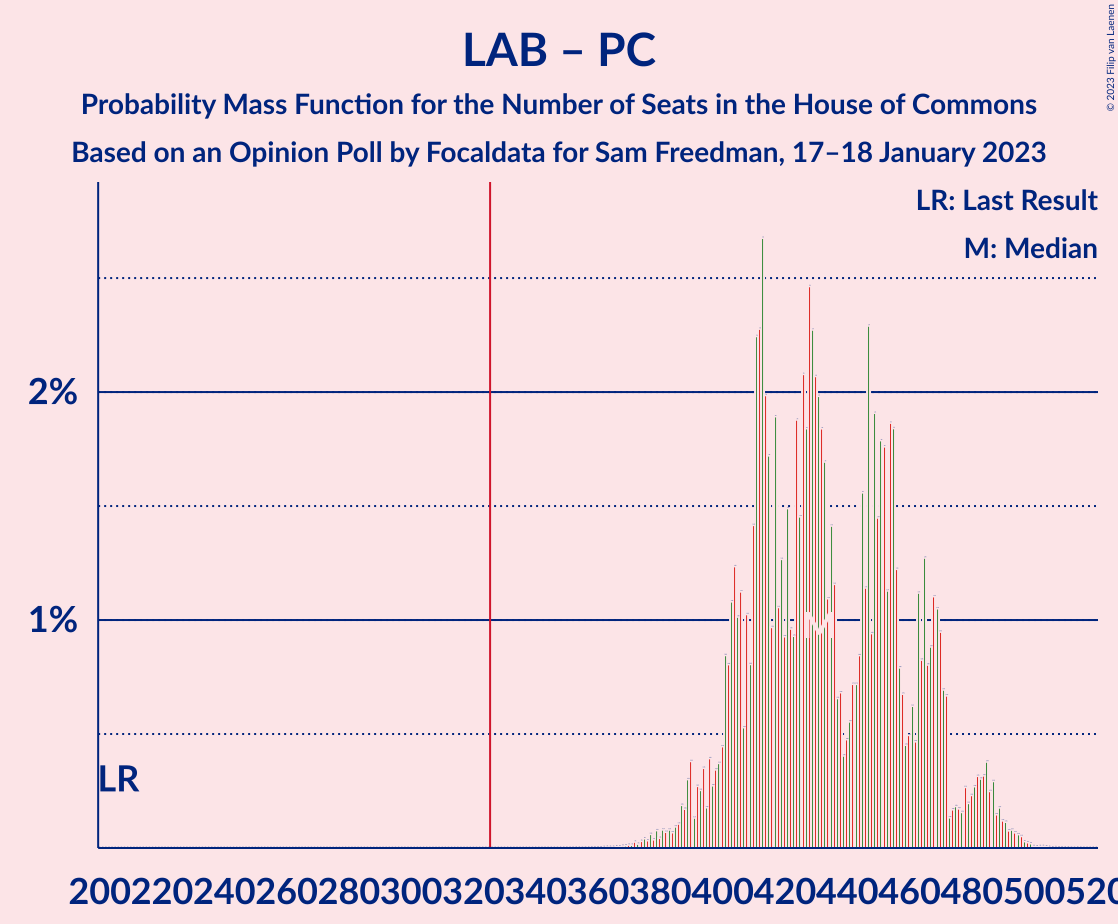 LAB – PC
Probability Mass Function for the Number of Seats in the House of Commons
Based on an Opinion Poll by Focaldata for Sam Freedman, 17–18 January 2023
© 2023 Filip van Laenen
LR: Last Result
M: Median
2%
1%
LR
M
200220240260280300320340360380400420440460480500520